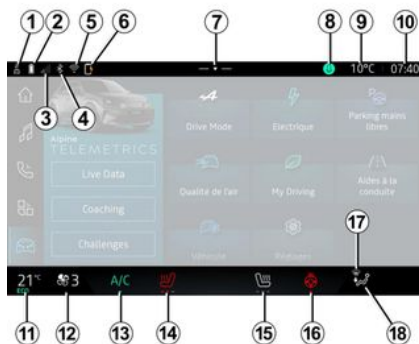 1 2 5 6 7 8 9 10
10°C 07:40
3 4
Drive Mode
Electrique
Parking mains
libres
Alpine
TELEMETRICS
Live Data
Coaching
Challenges
Qualité de l'air
My Driving
Aides à la
conduite
Véhicule
Réglages
17
21°C
eco
3
A/C
11 12 13 14 15 16 18